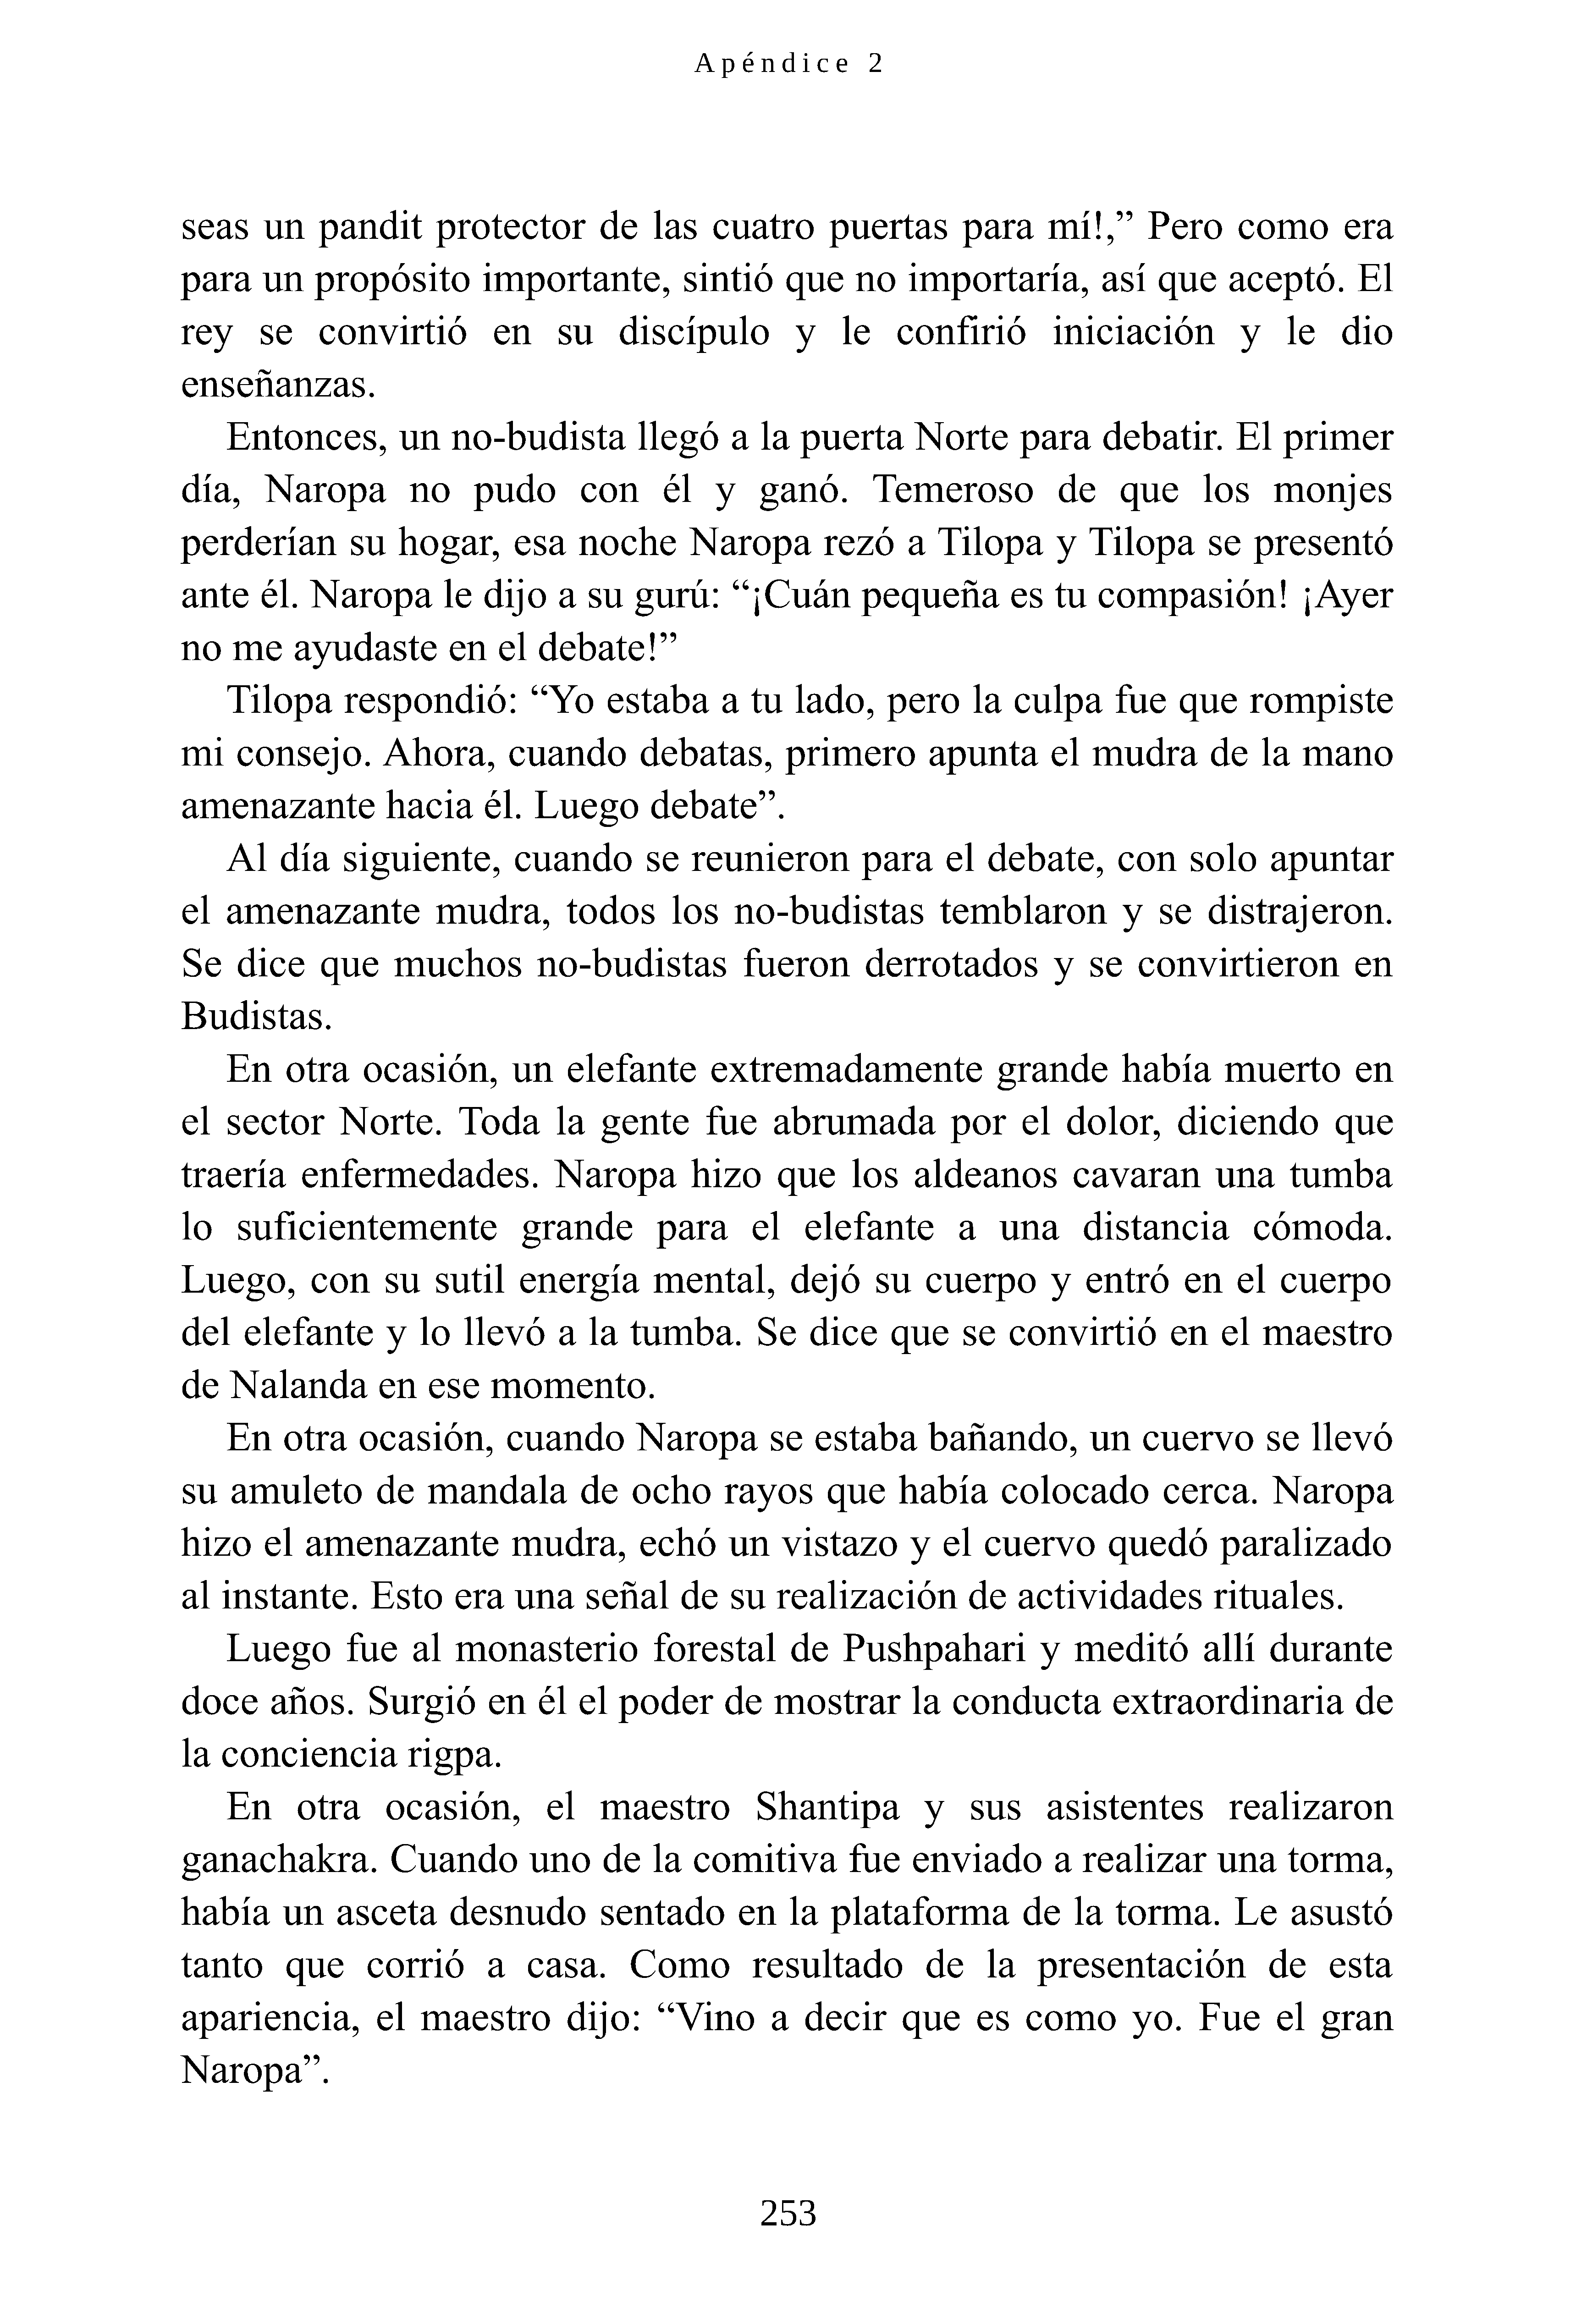 Apéndice 2
seas un pandit protector de las cuatro puertas para mí!,” Pero como era
para un propósito importante, sintió que no importaría, así que aceptó. El
rey se convirtió en su discípulo y le confirió iniciación y le dio
enseñanzas.
Entonces, un no-budista llegó a la puerta Norte para debatir. El primer
día, Naropa no pudo con él y ganó. Temeroso de que los monjes
perderían su hogar, esa noche Naropa rezó a Tilopa y Tilopa se presentó
ante él. Naropa le dijo a su gurú: “¡Cuán pequeña es tu compasión! ¡Ayer
no me ayudaste en el debate!”
Tilopa respondió: “Yo estaba a tu lado, pero la culpa fue que rompiste
mi consejo. Ahora, cuando debatas, primero apunta el mudra de la mano
amenazante hacia él. Luego debate”.
Al día siguiente, cuando se reunieron para el debate, con solo apuntar
el amenazante mudra, todos los no-budistas temblaron y se distrajeron.
Se dice que muchos no-budistas fueron derrotados y se convirtieron en
Budistas.
En otra ocasión, un elefante extremadamente grande había muerto en
el sector Norte. Toda la gente fue abrumada por el dolor, diciendo que
traería enfermedades. Naropa hizo que los aldeanos cavaran una tumba
lo suficientemente grande para el elefante a una distancia cómoda.
Luego, con su sutil energía mental, dejó su cuerpo y entró en el cuerpo
del elefante y lo llevó a la tumba. Se dice que se convirtió en el maestro
de Nalanda en ese momento.
En otra ocasión, cuando Naropa se estaba bañando, un cuervo se llevó
su amuleto de mandala de ocho rayos que había colocado cerca. Naropa
hizo el amenazante mudra, echó un vistazo y el cuervo quedó paralizado
al instante. Esto era una señal de su realización de actividades rituales.
Luego fue al monasterio forestal de Pushpahari y meditó allí durante
doce años. Surgió en él el poder de mostrar la conducta extraordinaria de
la conciencia rigpa.
En otra ocasión, el maestro Shantipa y sus asistentes realizaron
ganachakra. Cuando uno de la comitiva fue enviado a realizar una torma,
había un asceta desnudo sentado en la plataforma de la torma. Le asustó
tanto que corrió a casa. Como resultado de la presentación de esta
apariencia, el maestro dijo: “Vino a decir que es como yo. Fue el gran
Naropa”.
253